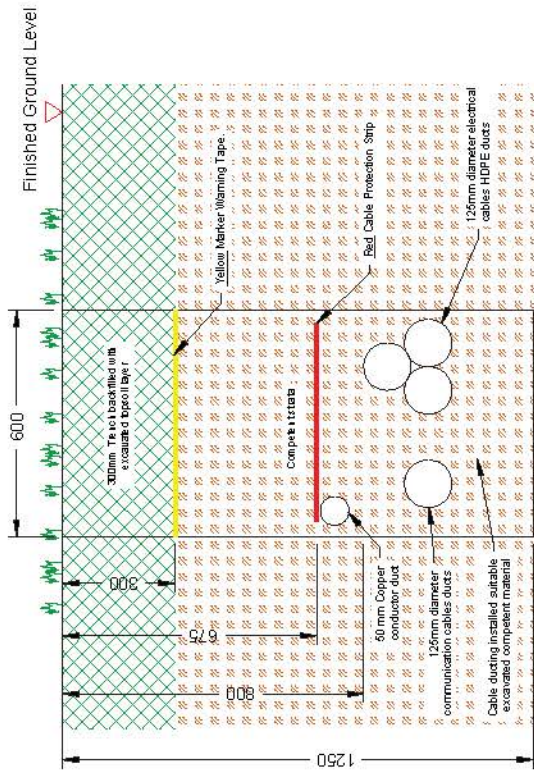 Finished Ground Level
600
300mm Trench backfilled with
excavated topsoil layer
Yellow Marker Warning Tape.
Red Cable Protection Strip
Competent strata
125mm diameter electrical
cables HDPE ducts
50 mm Copper
conductor duct
125mm diameter
communication cables ducts
Cable ducting installed suitable
excavated competent material
300
675
800
1250